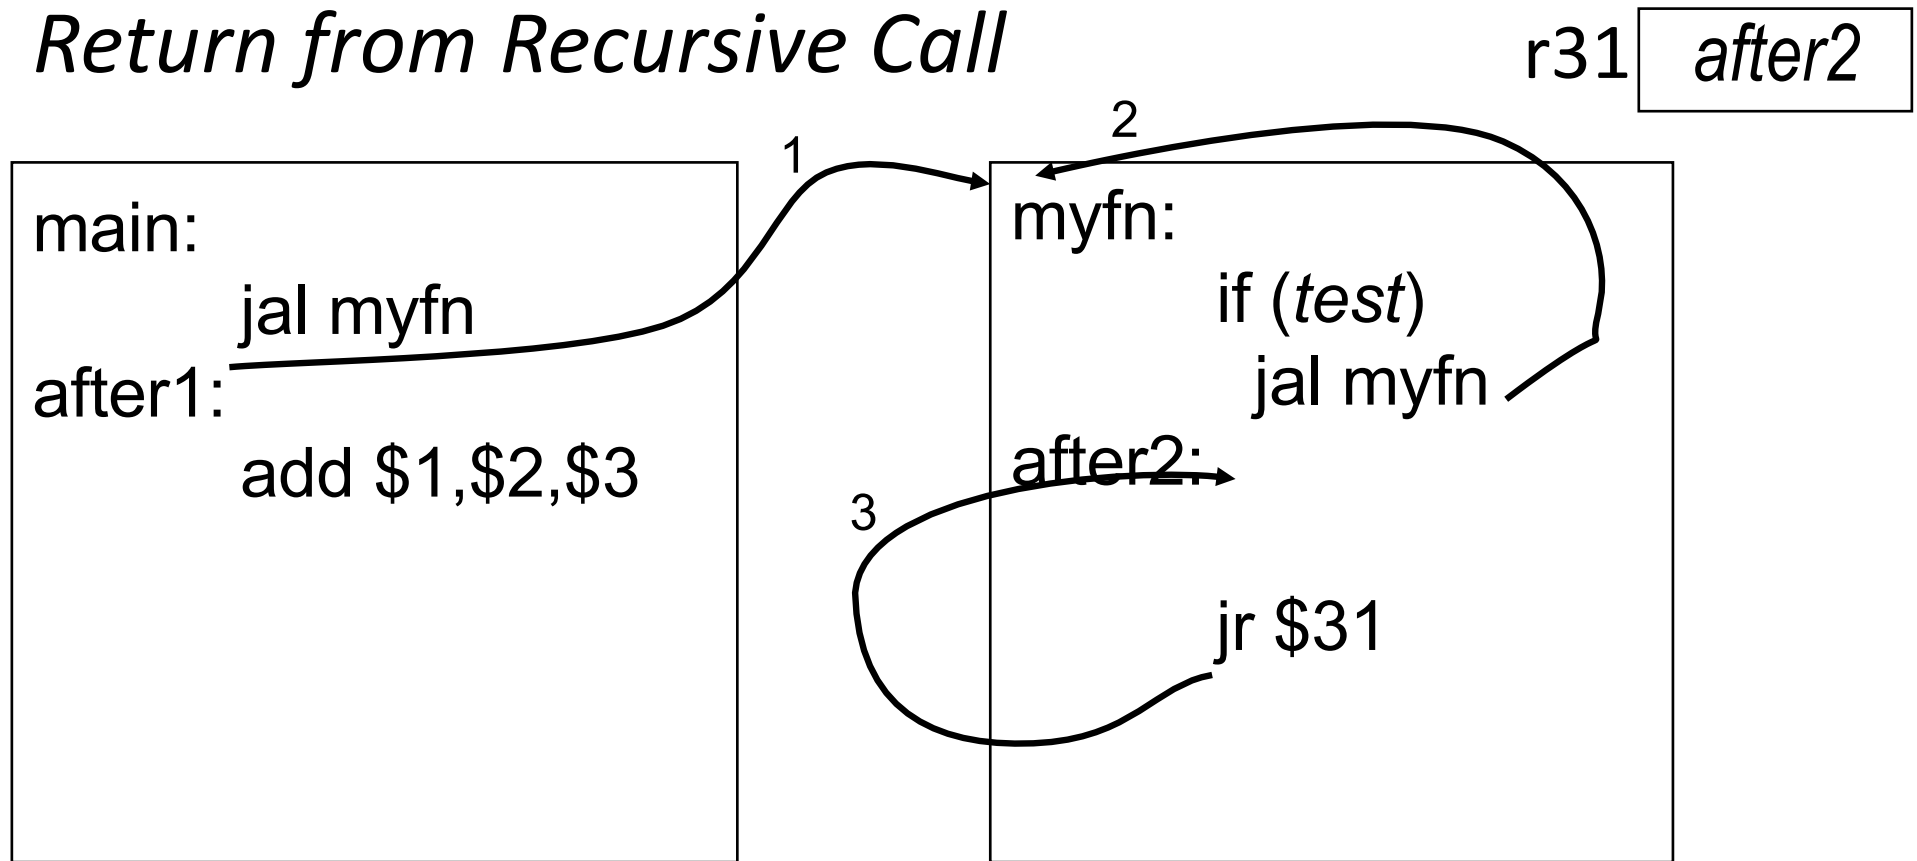 Return from Recursive Call
r31 after2
1
2
main:
jal myfn
after1:
add $1,$2,$3
myfn:
if (test)
jal myfn
after2:
3
jr $31